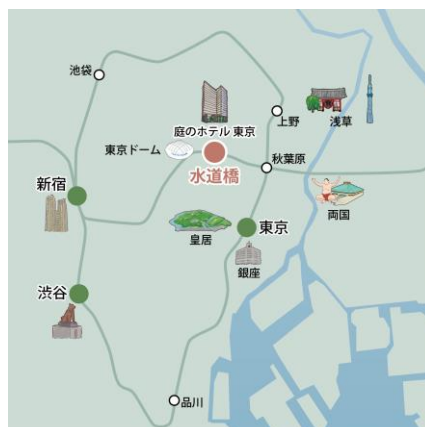 池袋
庭のホテル 東京
上野
浅草
東京ドーム
水道橋
秋葉原
新宿
両国
東京
皇居
銀座
渋谷
品川